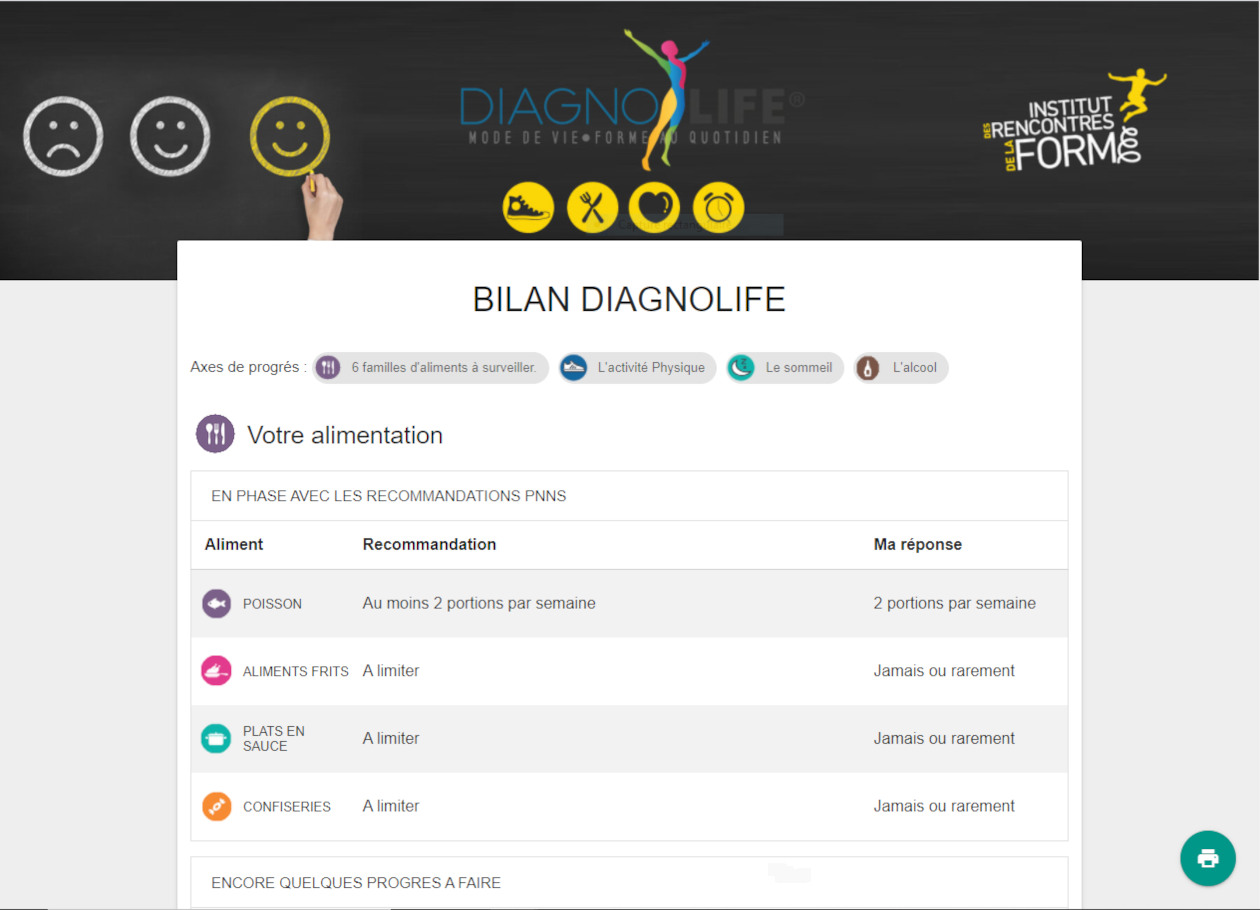 DIAGNOLIFE®
MODE DE VIE•FORME AU QUOTIDIEN
INSTITUT
DES RENCONTRES
DE LA FORME
BILAN DIAGNOLIFE
Axes de progrés : 6 familles d'aliments à surveiller. L'activité Physique Le sommeil L'alcool
Votre alimentation
EN PHASE AVEC LES RECOMMANDATIONS PNNS
Aliment Recommandation Ma réponse
POISSON Au moins 2 portions par semaine 2 portions par semaine
ALIMENTS FRITS A limiter Jamais ou rarement
PLATS EN
SAUCE A limiter Jamais ou rarement
CONFISERIES A limiter Jamais ou rarement
ENCORE QUELQUES PROGRES A FAIRE